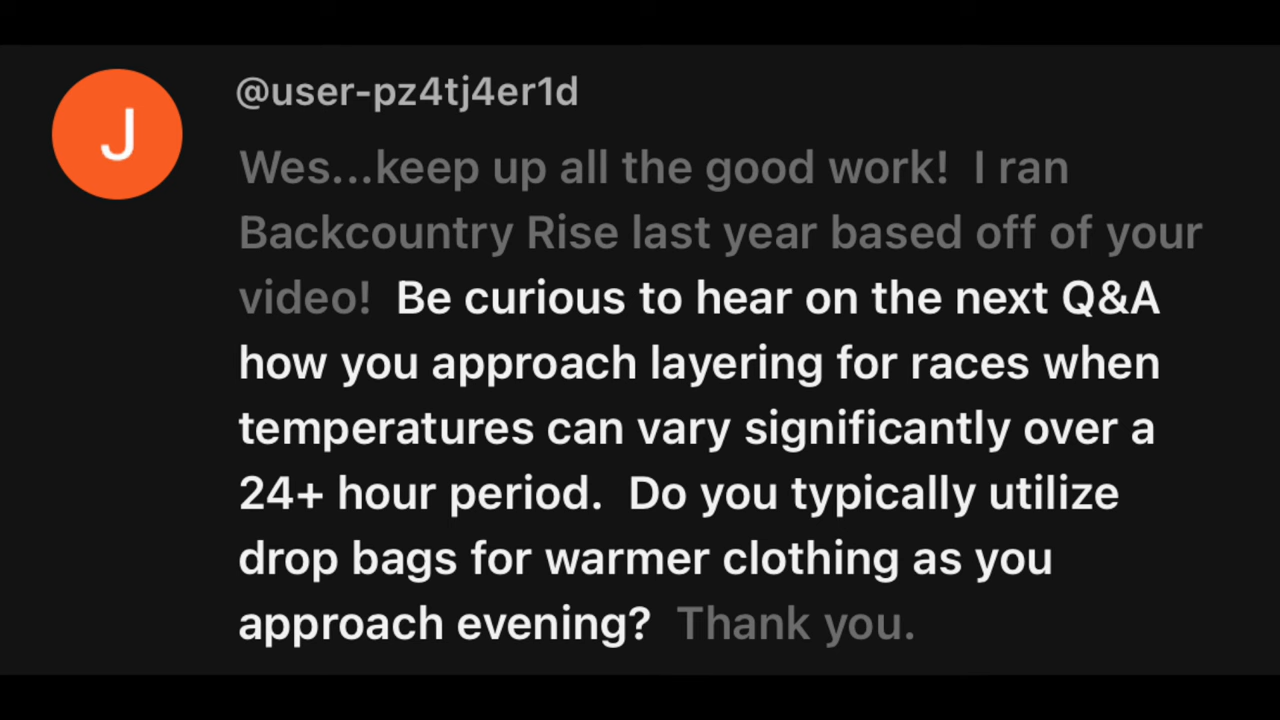 J
@user-pz4tj4er1d
Wes...keep up all the good work!  I ran
Backcountry Rise last year based off of your
video!  Be curious to hear on the next Q&A
how you approach layering for races when
temperatures can vary significantly over a
24+ hour period.  Do you typically utilize
drop bags for warmer clothing as you
approach evening?  Thank you.